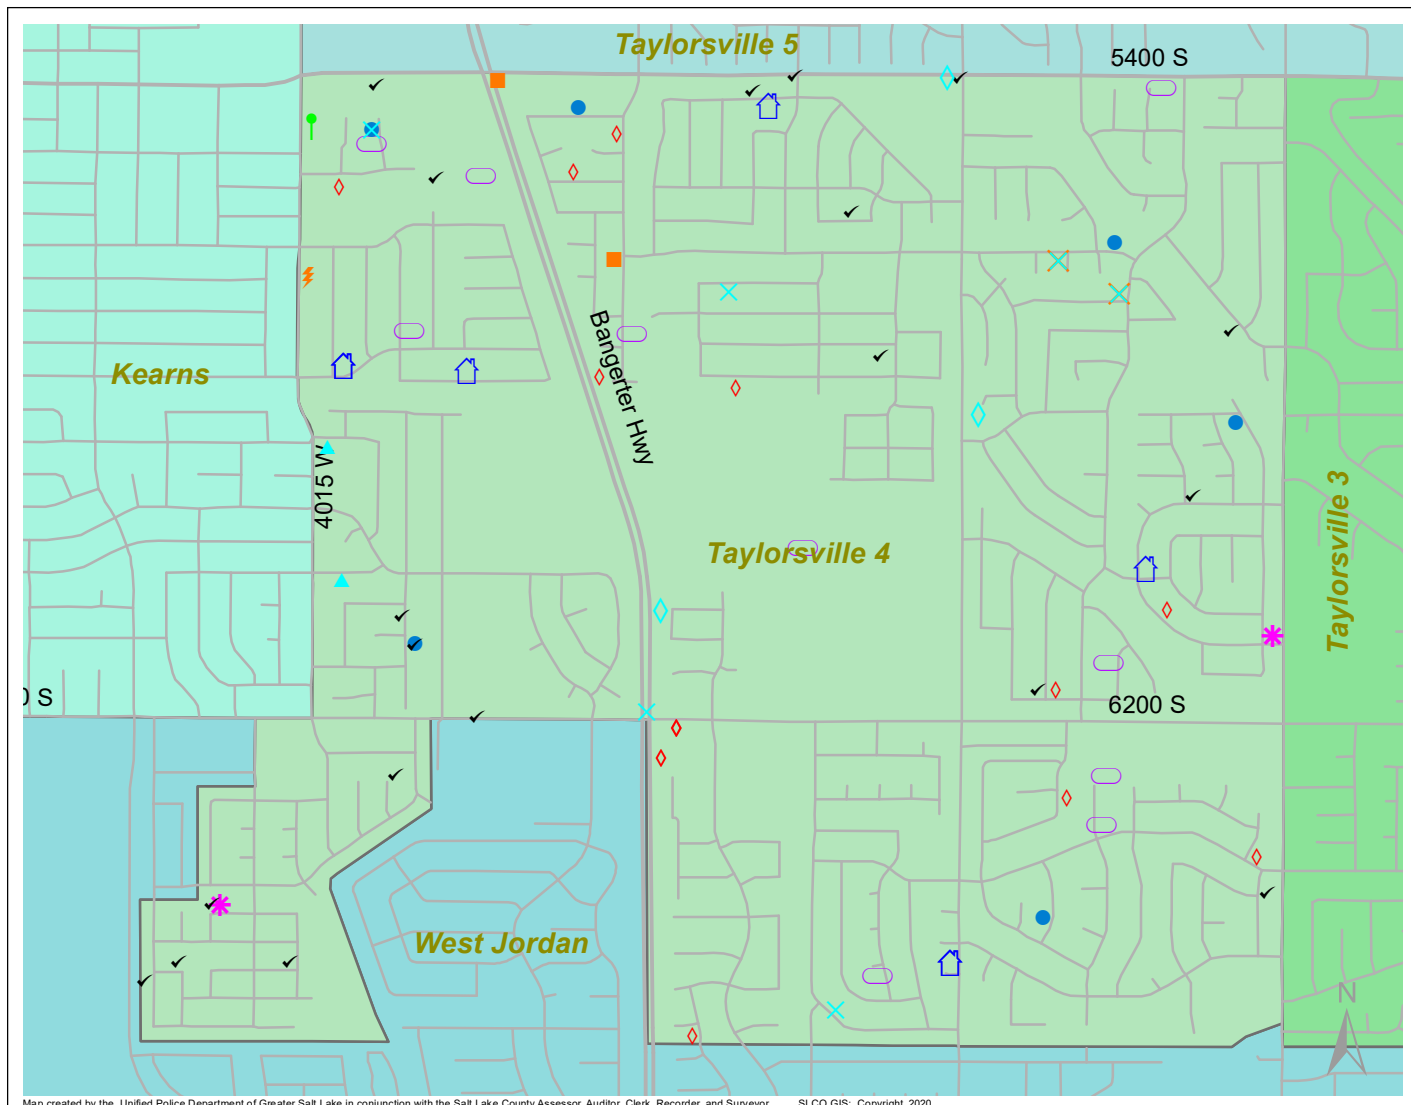 Taylorsville 5
5400 S
Kearns
Bangerter Hwy
4015 W
Taylorsville 4
Taylorsville 3
0 S
6200 S
West Jordan
N
Map created by the Unified Police Department of Greater Salt Lake in conjunction with the Salt Lake County Assessor, Auditor, Clerk, Recorder, and Surveyor. SLCO GIS: Copyright 2020